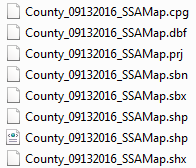 County_09132016_SSAMap.cpg
County_09132016_SSAMap.dbf
County_09132016_SSAMap.prj
County_09132016_SSAMap.sbn
County_09132016_SSAMap.sbx
County_09132016_SSAMap.shp
County_09132016_SSAMap.shp
County_09132016_SSAMap.shx